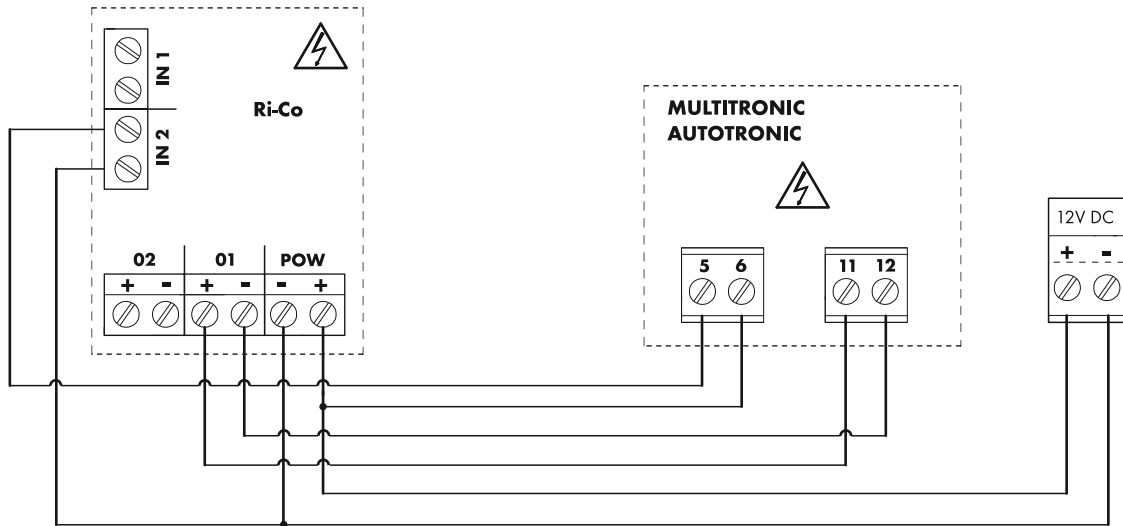 IN 1
IN 2
Ri-Co
02 01 POW
+ - + - - +
MULTITRONIC
AUTOTRONIC
5 6
11 12
12V DC
+ -